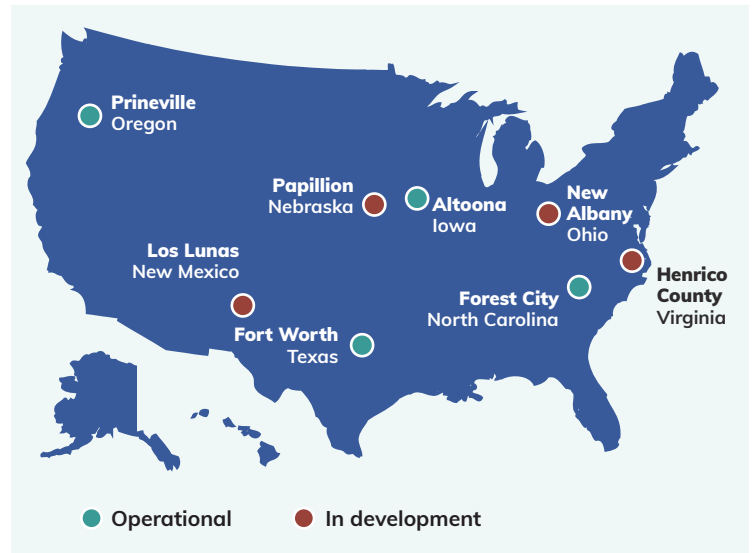 Prineville
Oregon
Papillion
Nebraska
Altoona
Iowa
New
Albany
Ohio
Los Lunas
New Mexico
Henrico
County
Virginia
Forest City
North Carolina
Fort Worth
Texas
Operational
In development